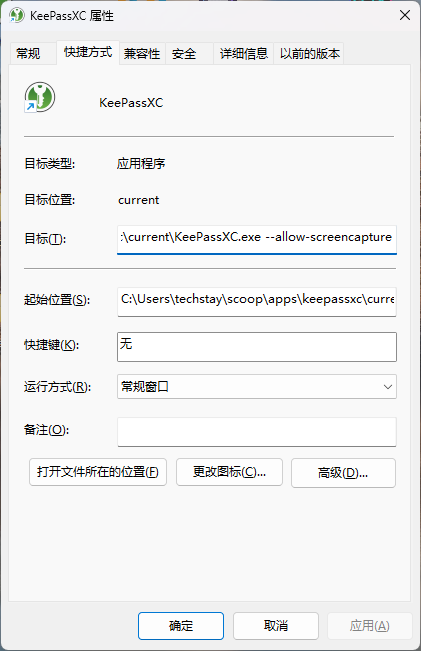 KeePassXC 属性
常规 快捷方式 兼容性 安全 详细信息 以前的版本
KeePassXC
目标类型: 应用程序
目标位置: current
目标(T): :\current\KeePassXC.exe --allow-screencapture
起始位置(S): C:\Users\techstay\scoop\apps\keepassxc\curre
快捷键(K): 无
运行方式(R): 常规窗口
备注(O):
打开文件所在的位置(F) 更改图标(C)... 高级(D)...
确定 取消 应用(A)